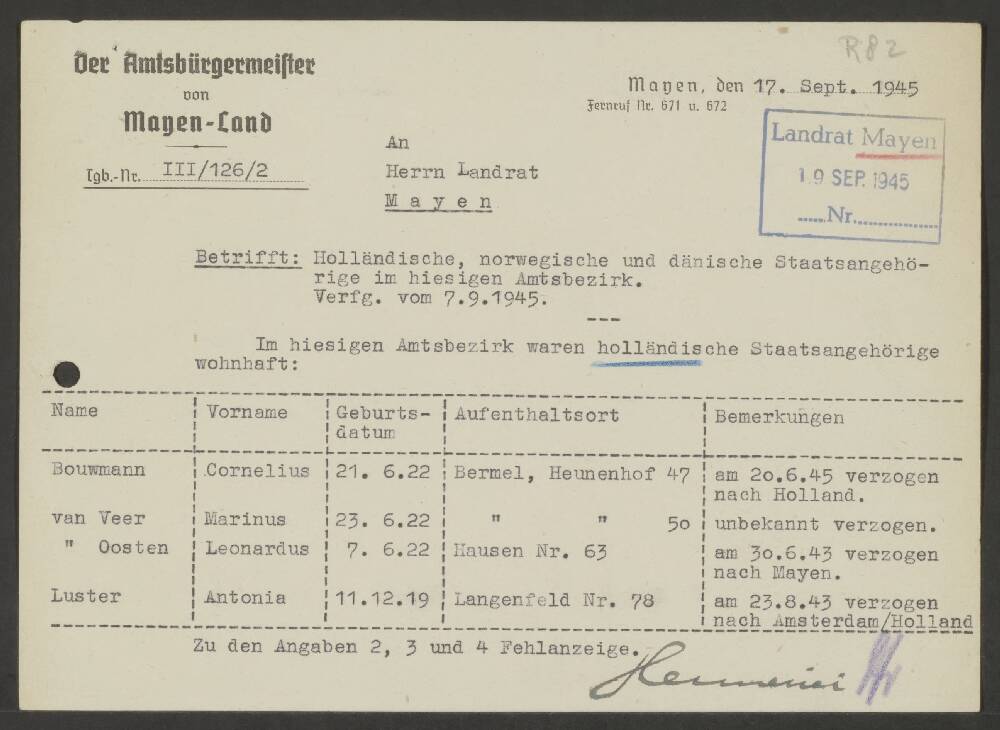 R82
Der Amtsbürgermeister
von
Mayen-Land
Tgb.-Nr. III/126/2
Mayen, den 17. Sept. 1945
Fernruf Nr. 671 u. 672
Landrat Mayen
19 SEP. 1945
Nr.
An
Herrn Landrat
Mayen
Betrifft: Holländische, norwegische und dänische Staatsangehö-
rige im hiesigen Amtsbezirk.
Verfg. vom 7.9.1945.
---
Im hiesigen Amtsbezirk waren holländische Staatsangehörige
wohnhaft:
Name Vorname Geburts- Aufenthaltsort Bemerkungen
datum
Bouwmann Cornelius 21. 6.22 Bermel, Heunenhof 47 am 2o.6.45 verzogen
nach Holland.
van Veer Marinus 23. 6.22 " " 5o unbekannt verzogen.
" Oosten Leonardus 7. 6.22 Hausen Nr. 63 am 3o.6.43 verzogen
nach Mayen.
Luster Antonia 11.12.19 Langenfeld Nr. 78 am 23.8.43 verzogen
nach Amsterdam/Holland
Zu den Angaben 2, 3 und 4 Fehlanzeige.